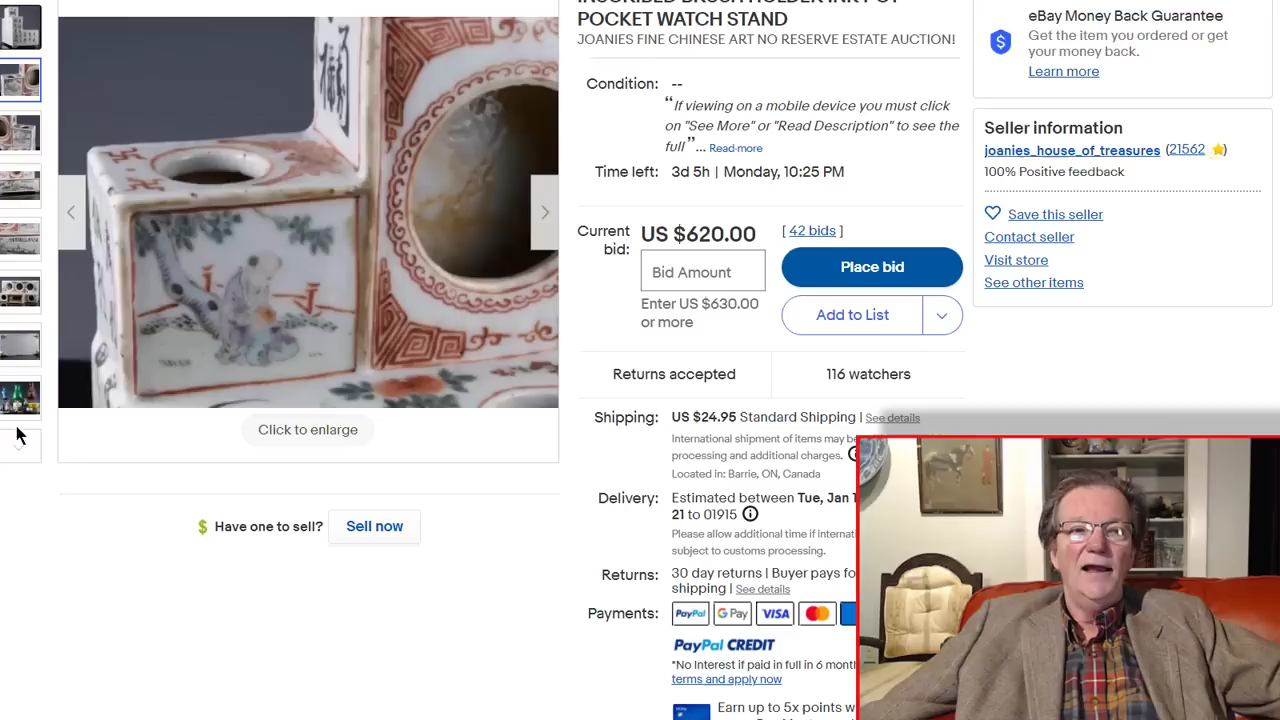 POCKET WATCH STAND
JOANIES FINE CHINESE ART NO RESERVE ESTATE AUCTION!
Condition:
--
“If viewing on a mobile device you must click
on "See More" or "Read Description" to see the
full ”... Read more
Time left:
3d 5h | Monday, 10:25 PM
Current
bid:
US $620.00
[ 42 bids ]
Bid Amount
Place bid
Enter US $630.00
or more
Add to List
Returns accepted
116 watchers
Shipping:
US $24.95 Standard Shipping | See details
International shipment of items may be
processing and additional charges.
Located in: Barrie, ON, Canada
Delivery:
Estimated between Tue, Jan
21 to 01915
Please allow additional time if internati
subject to customs processing.
Returns:
30 day returns | Buyer pays fo
shipping | See details
Payments:
PayPal
G Pay
VISA
PayPal CREDIT
*No Interest if paid in full in 6 month
terms and apply now
Earn up to 5x points w
Click to enlarge
Have one to sell?
Sell now
eBay Money Back Guarantee
Get the item you ordered or get
your money back.
Learn more
Seller information
joanies_house_of_treasures (21562 )
100% Positive feedback
Save this seller
Contact seller
Visit store
See other items